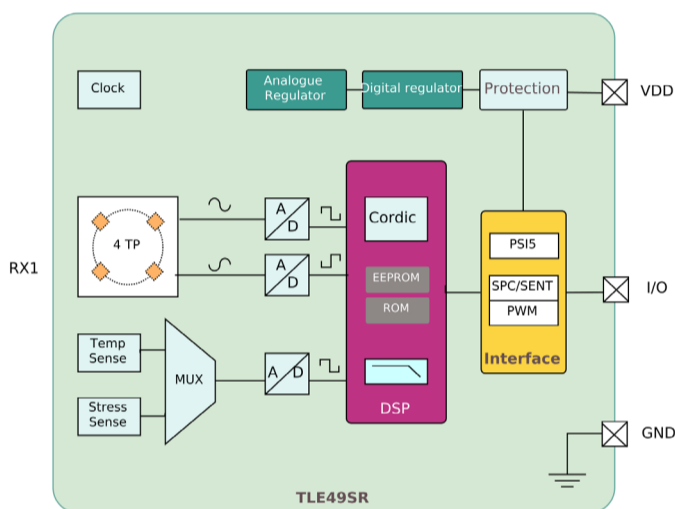 Clock
Analogue
Regulator
Digital regulator
Protection
VDD
RX1
4 TP
A
D
A
D
Cordic
EEPROM
ROM
PSI5
SPC/SENT
PWM
Interface
I/O
Temp
Sense
Stress
Sense
MUX
A D
DSP
GND
TLE49SR